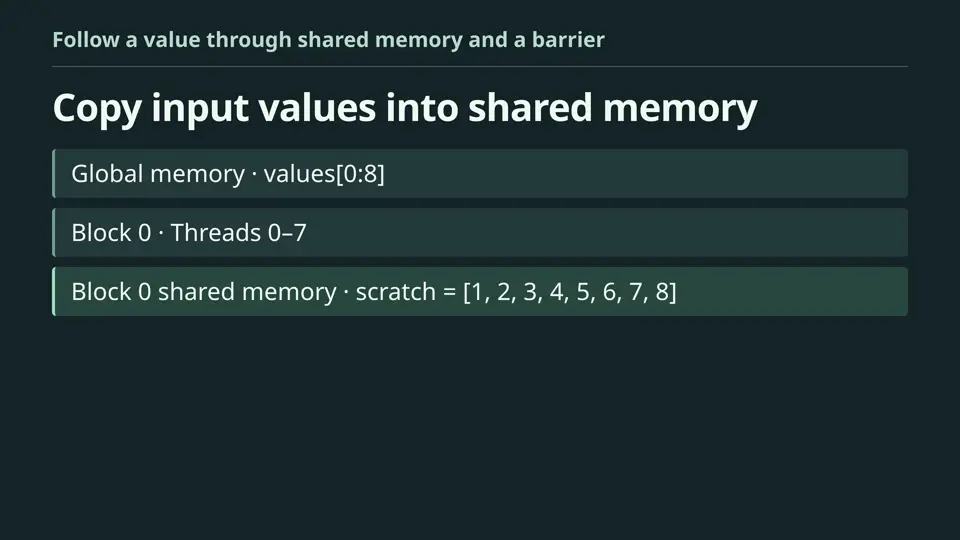 Follow a value through shared memory and a barrier
Copy input values into shared memory
Global memory · values[0:8]
Block 0 · Threads 0–7
Block 0 shared memory · scratch = [1, 2, 3, 4, 5, 6, 7, 8]